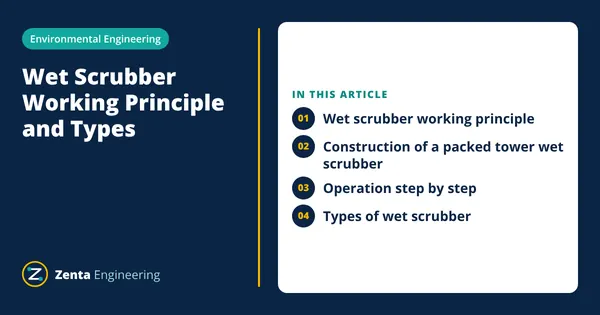 Environmental Engineering
Wet Scrubber
Working Principle
and Types
Zenta Engineering
IN THIS ARTICLE
01 Wet scrubber working principle
02 Construction of a packed tower wet
scrubber
03 Operation step by step
04 Types of wet scrubber